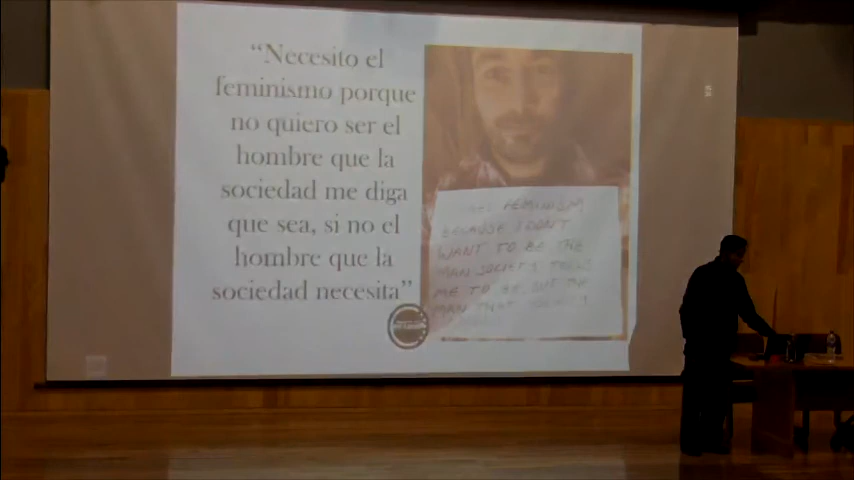 “Necesito el
feminismo porque
no quiero ser el
hombre que la
sociedad me diga
que sea, si no el
hombre que la
sociedad necesita”
FEMINISM
BECAUSE I DON'T
WANT TO BE THE
MAN SOCIETY TELLS
ME TO BE, BUT THE
MAN THAT SOCIETY